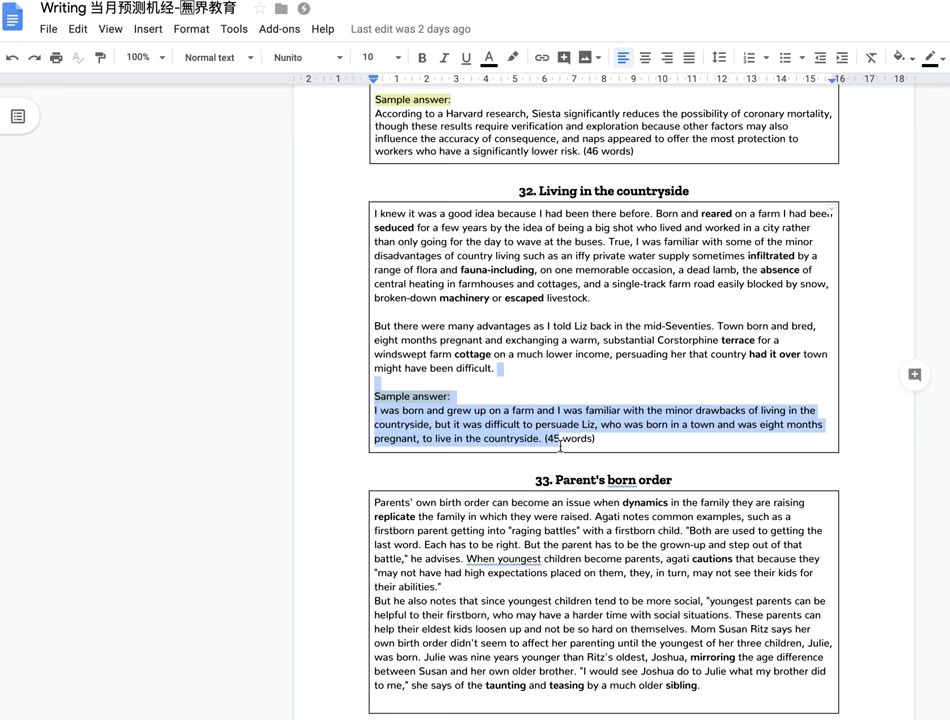 Writing 当月预测机经-無界教育
File Edit View Insert Format Tools Add-ons Help Last edit was 2 days ago
100% Normal text Nunito 10 B I U A
2 1 1 2 3 4 5 6 7 8 9 10 11 12 13 14 15 16 17 18
Sample answer:
According to a Harvard research, Siesta significantly reduces the possibility of coronary mortality,
though these results require verification and exploration because other factors may also
influence the accuracy of consequence, and naps appeared to offer the most protection to
workers who have a significantly lower risk. (46 words)
32. Living in the countryside
I knew it was a good idea because I had been there before. Born and reared on a farm I had been
seduced for a few years by the idea of being a big shot who lived and worked in a city rather
than only going for the day to wave at the buses. True, I was familiar with some of the minor
disadvantages of country living such as an iffy private water supply sometimes infiltrated by a
range of flora and fauna-including, on one memorable occasion, a dead lamb, the absence of
central heating in farmhouses and cottages, and a single-track farm road easily blocked by snow,
broken-down machinery or escaped livestock.
But there were many advantages as I told Liz back in the mid-Seventies. Town born and bred,
eight months pregnant and exchanging a warm, substantial Corstorphine terrace for a
windswept farm cottage on a much lower income, persuading her that country had it over town
might have been difficult.
Sample answer:
I was born and grew up on a farm and I was familiar with the minor drawbacks of living in the
countryside, but it was difficult to persuade Liz, who was born in a town and was eight months
pregnant, to live in the countryside. (45 words)
33. Parent's born order
Parents' own birth order can become an issue when dynamics in the family they are raising
replicate the family in which they were raised. Agati notes common examples, such as a
firstborn parent getting into "raging battles" with a firstborn child. "Both are used to getting the
last word. Each has to be right. But the parent has to be the grown-up and step out of that
battle," he advises. When youngest children become parents, agati cautions that because they
"may not have had high expectations placed on them, they, in turn, may not see their kids for
their abilities."
But he also notes that since youngest children tend to be more social, "youngest parents can be
helpful to their firstborn, who may have a harder time with social situations. These parents can
help their eldest kids loosen up and not be so hard on themselves. Mom Susan Ritz says her
own birth order didn't seem to affect her parenting until the youngest of her three children, Julie,
was born. Julie was nine years younger than Ritz's oldest, Joshua, mirroring the age difference
between Susan and her own older brother. "I would see Joshua do to Julie what my brother did
to me," she says of the taunting and teasing by a much older sibling.